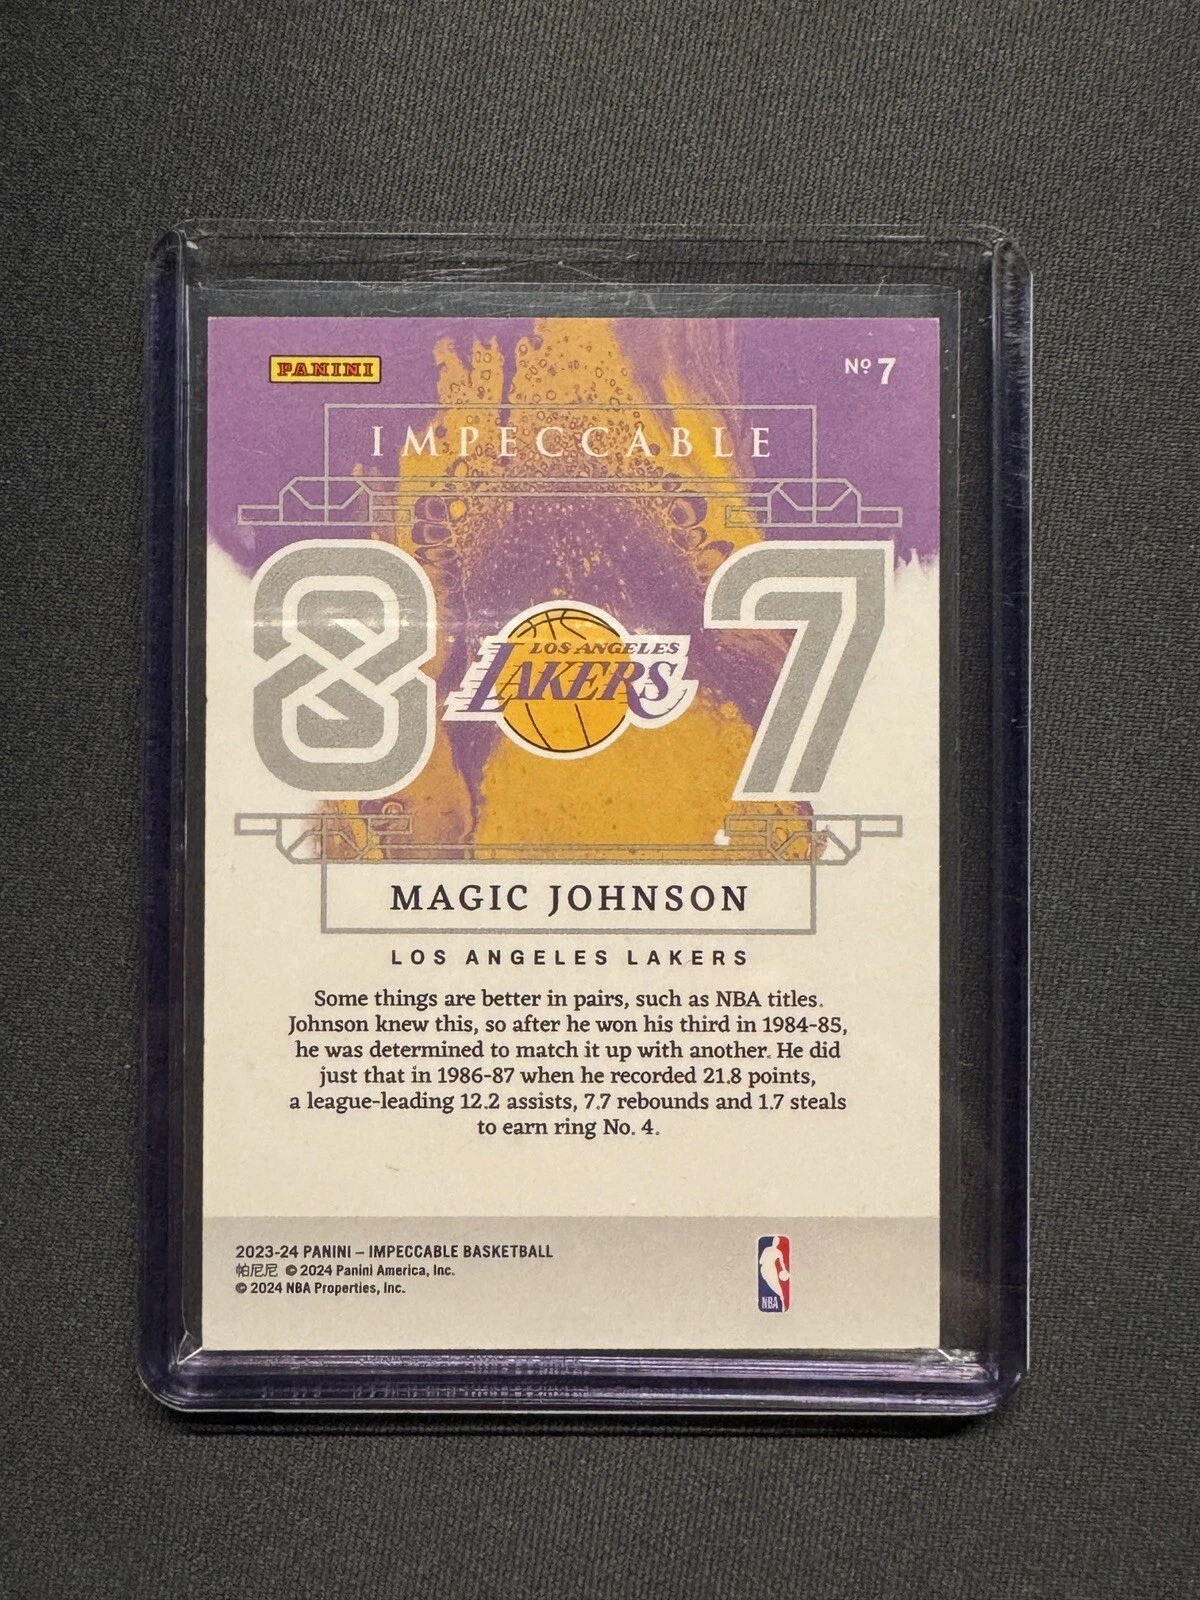 PANINI
Nº 7
IMPECCABLE
87
LOS ANGELES
LAKERS
MAGIC JOHNSON
LOS ANGELES LAKERS
Some things are better in pairs, such as NBA titles.
Johnson knew this, so after he won his third in 1984-85,
he was determined to match it up with another. He did
just that in 1986-87 when he recorded 21.8 points,
a league-leading 12.2 assists, 7.7 rebounds and 1.7 steals
to earn ring No. 4.
2023-24 PANINI – IMPECCABLE BASKETBALL
帕尼尼 © 2024 Panini America, Inc.
© 2024 NBA Properties, Inc.
NBA